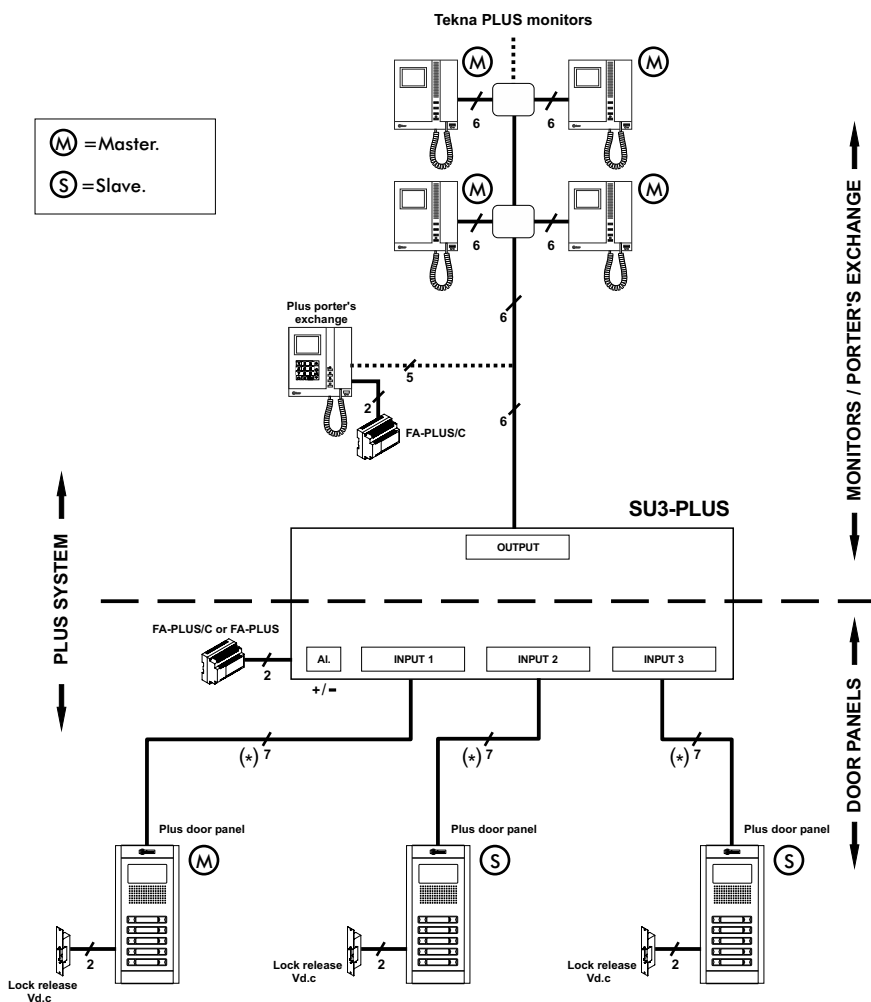 Tekna PLUS monitors
M
M
M =Master.
S =Slave.
6
6
M
M
6
6
6
Plus porter's
exchange
5
2
FA-PLUS/C
6
MONITORS / PORTER'S EXCHANGE
SU3-PLUS
OUTPUT
PLUS SYSTEM
FA-PLUS/C or FA-PLUS
2
Al.
INPUT 1
INPUT 2
INPUT 3
+/-
(*) 7
(*) 7
(*) 7
DOOR PANELS
Plus door panel
M
Plus door panel
S
Plus door panel
S
2
2
2
Lock release
Vd.c
Lock release
Vd.c
Lock release
Vd.c